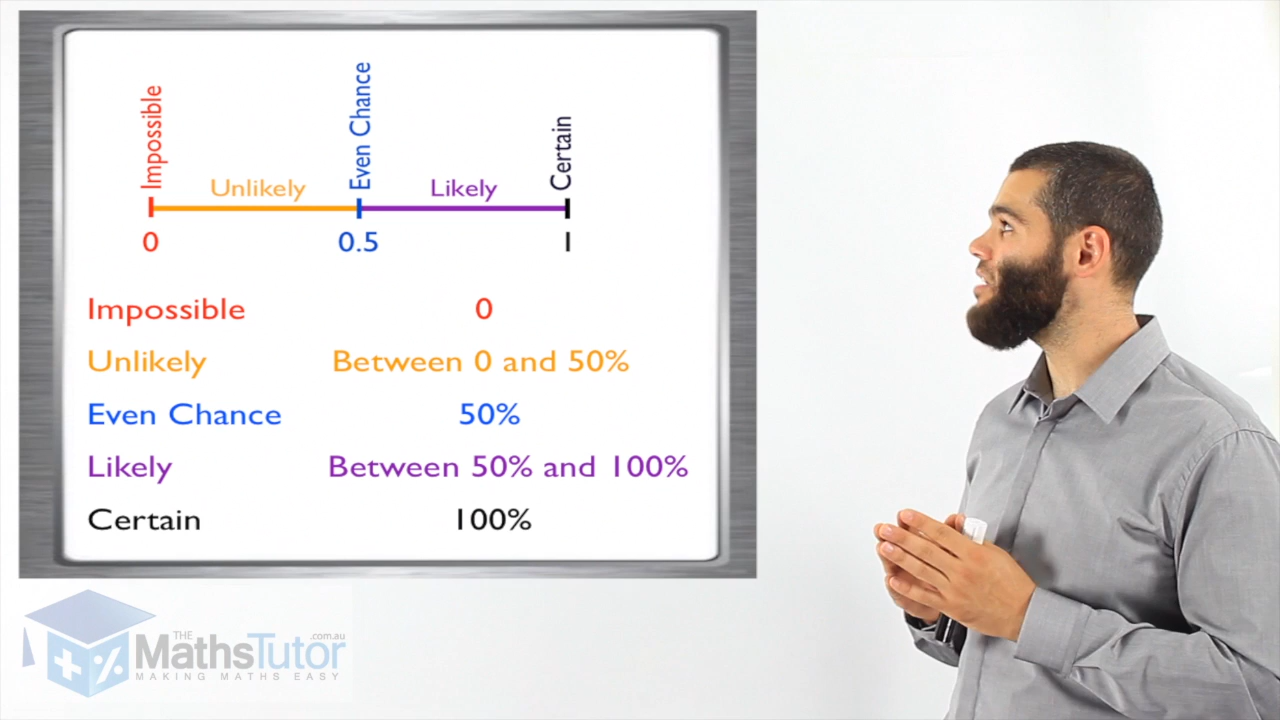 Impossible
Even Chance
Certain
Unlikely
Likely
0
0.5
1
Impossible 0
Unlikely Between 0 and 50%
Even Chance 50%
Likely Between 50% and 100%
Certain 100%
THE
MathsTutor
.com.au
MAKING MATHS EASY